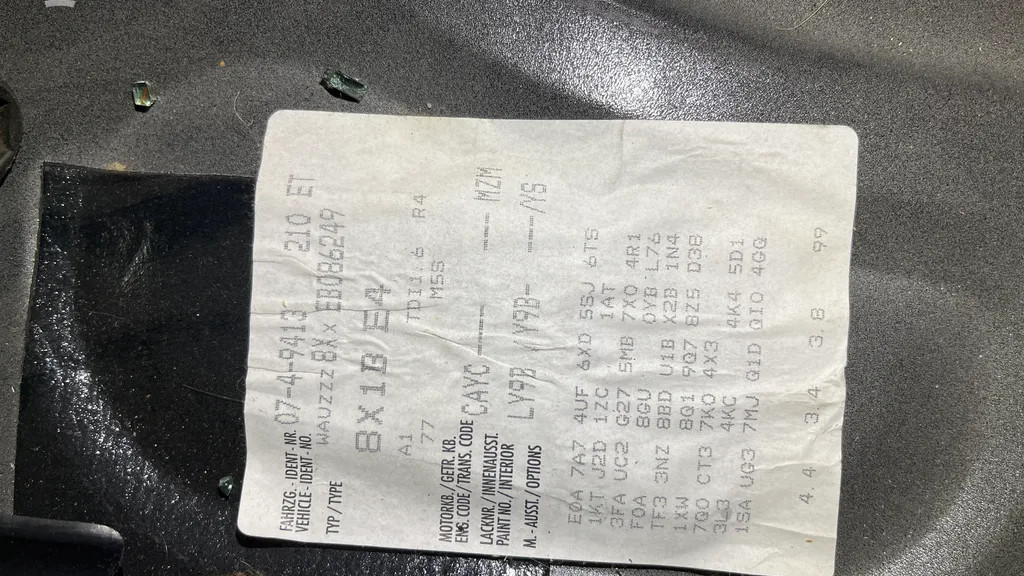 FAHRZG.-IDENT-NR. 07-4-9413 210 ET
VEHICLE-IDENT-NO. WAUZZZ8XX EB086249
TYP/TYPE 8X1B E4
A1 TDI1.6 R4
77 M5S
MOTORKB./GETR.KB.
ENG.CODE/TRANS.CODE CAYC MZM
LACKNR./INNENAUSST.
PAINT NO./INTERIOR LY9B /Y9B- /YS
M.-AUSST./OPTIONS
E0A 7A7 4UF 6XD 5SJ 6TS
1KT J2D 1ZC 1AT
3FA UC2 G27 5MB 7X0 4R1
F0A 8GU 0YB L76
TF3 3NZ 8BD U1B X2B 1N4
1XW 8Q1 9Q7 8Z5 D3B
7Q0 CT3 7K0 4X3
3L3 4KC 4K4 5D1
1SA UG3 7MJ Q1D QI0 4GQ
4.4 3.4 3.8 99